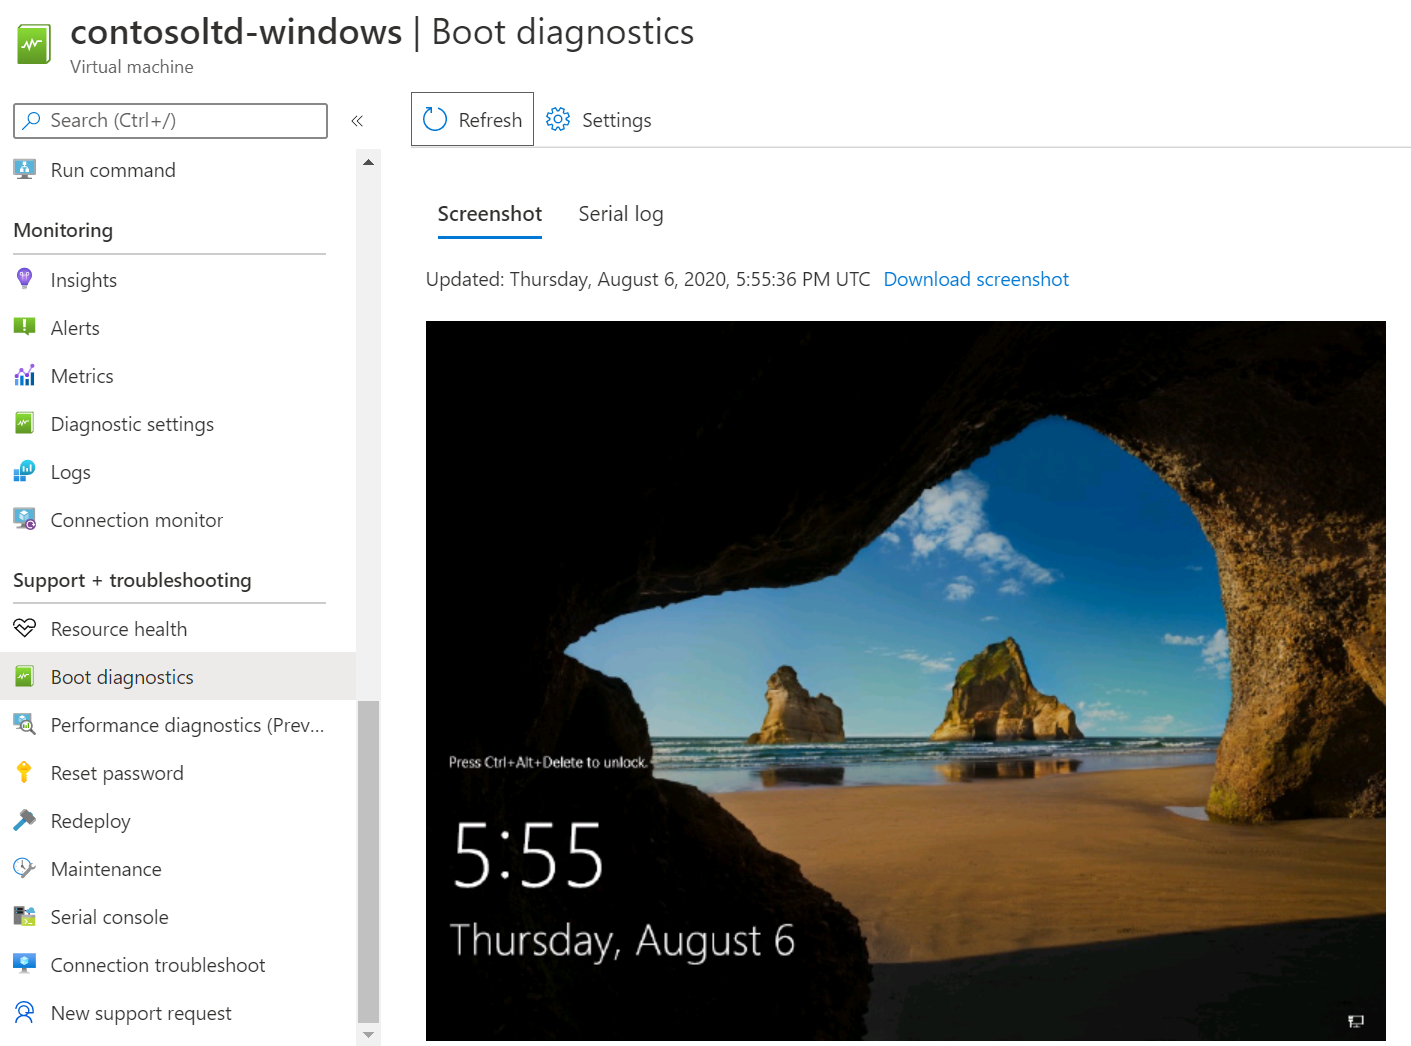 contosoltd-windows | Boot diagnostics
Virtual machine
Search (Ctrl+/)
«
Refresh
Settings
Run command
Monitoring
Insights
Alerts
Metrics
Diagnostic settings
Logs
Connection monitor
Support + troubleshooting
Resource health
Boot diagnostics
Performance diagnostics (Prev...
Reset password
Redeploy
Maintenance
Serial console
Connection troubleshoot
New support request
Screenshot
Serial log
Updated: Thursday, August 6, 2020, 5:55:36 PM UTC Download screenshot
Press Ctrl+Alt+Delete to unlock.
5:55
Thursday, August 6